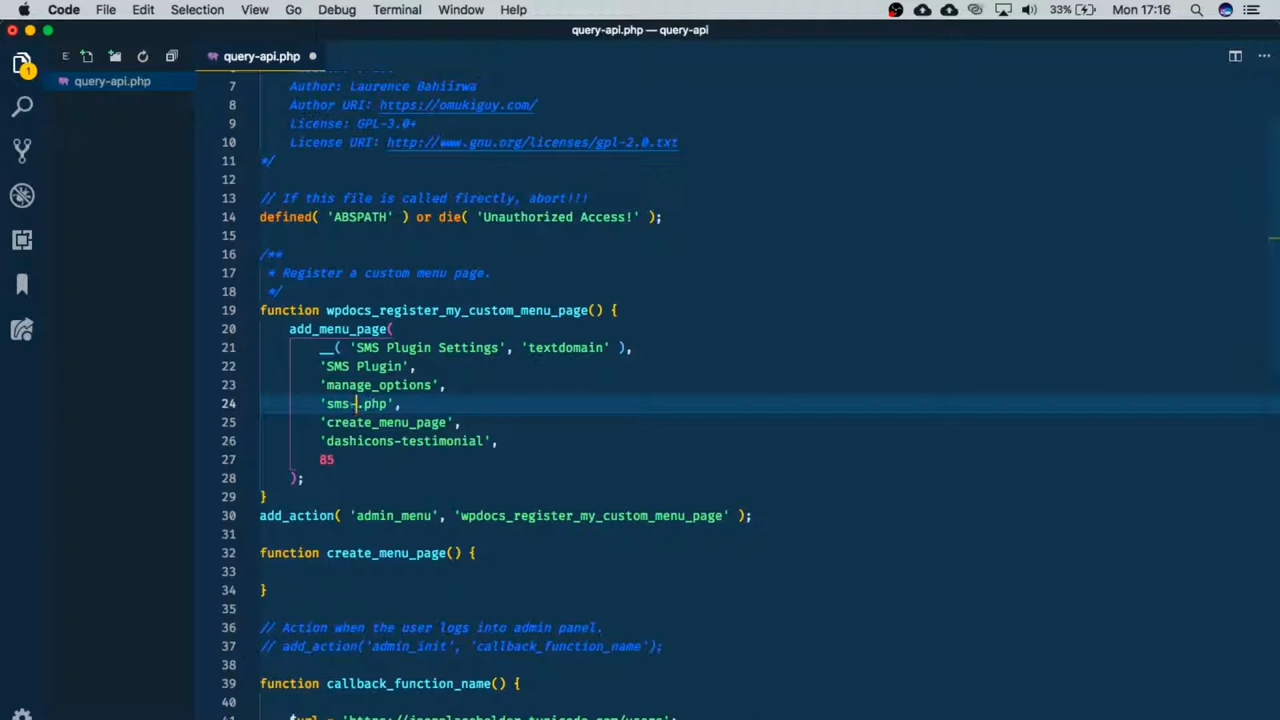 Code File Edit Selection View Go Debug Terminal Window Help 33% Mon 17:16
query-api.php — query-api
E query-api.php
query-api.php
1
7 Author: Laurence Bahiirwa
8 Author URI: https://omukiguy.com/
9 License: GPL-3.0+
10 License URI: http://www.gnu.org/licenses/gpl-2.0.txt
11 */
12
13 // If this file is called firectly, abort!!!
14 defined( 'ABSPATH' ) or die( 'Unauthorized Access!' );
15
16 /**
17 * Register a custom menu page.
18 */
19 function wpdocs_register_my_custom_menu_page() {
20 add_menu_page(
21 __( 'SMS Plugin Settings', 'textdomain' ),
22 'SMS Plugin',
23 'manage_options',
24 'sms-.php',
25 'create_menu_page',
26 'dashicons-testimonial',
27 85
28 );
29 }
30 add_action( 'admin_menu', 'wpdocs_register_my_custom_menu_page' );
31
32 function create_menu_page() {
33
34 }
35
36 // Action when the user logs into admin panel.
37 // add_action('admin_init', 'callback_function_name');
38
39 function callback_function_name() {
40